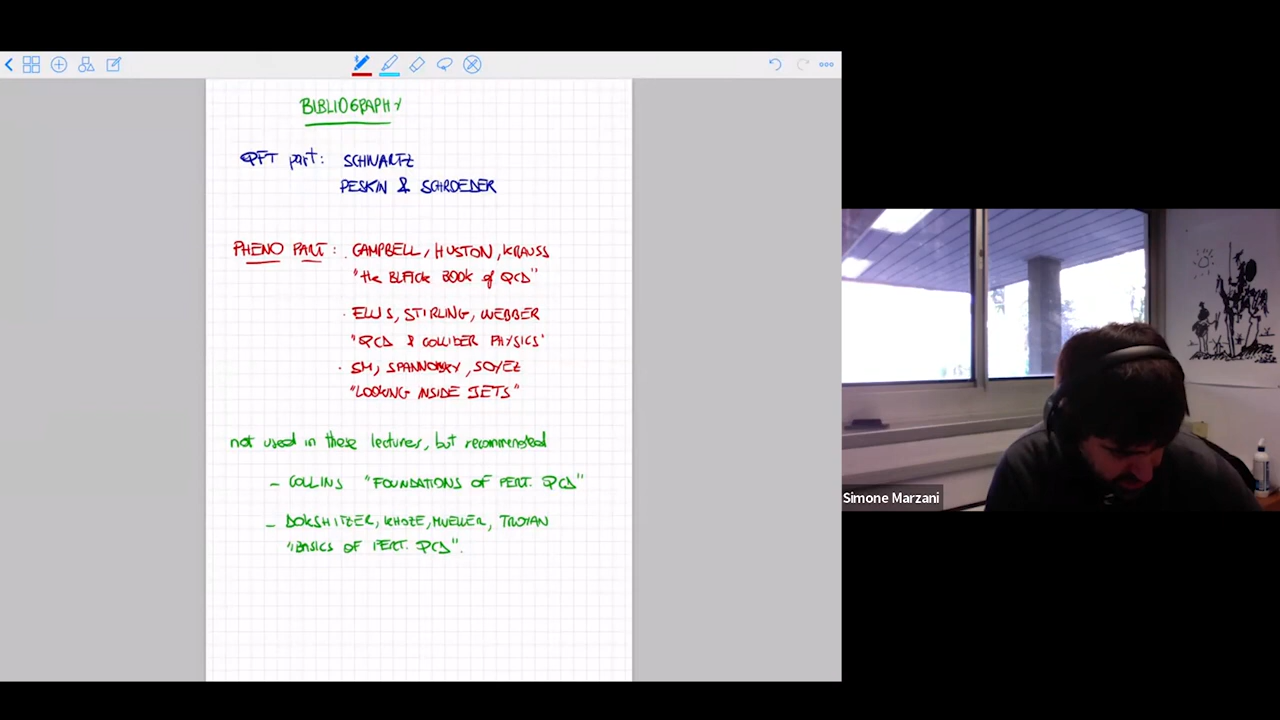 BIBLIOGRAPHY
QFT part: SCHWARTZ
PESKIN & SCHROEDER
PHENO PART: · CAMPBELL, HUSTON, KRAUSS
"the BLACK BOOK of QCD"
· ELLIS, STIRLING, WEBBER
"QCD & COLLIDER PHYSICS"
· SM, SPANNOWSKY, SOYEZ
"LOOKING INSIDE JETS"
not used in these lectures, but recommended
- COLLINS "FOUNDATIONS OF PERT. QCD"
- DOKSHITZER, KHOZE, MUELLER, TROYAN
"BASICS OF PERT. QCD".
Simone Marzani